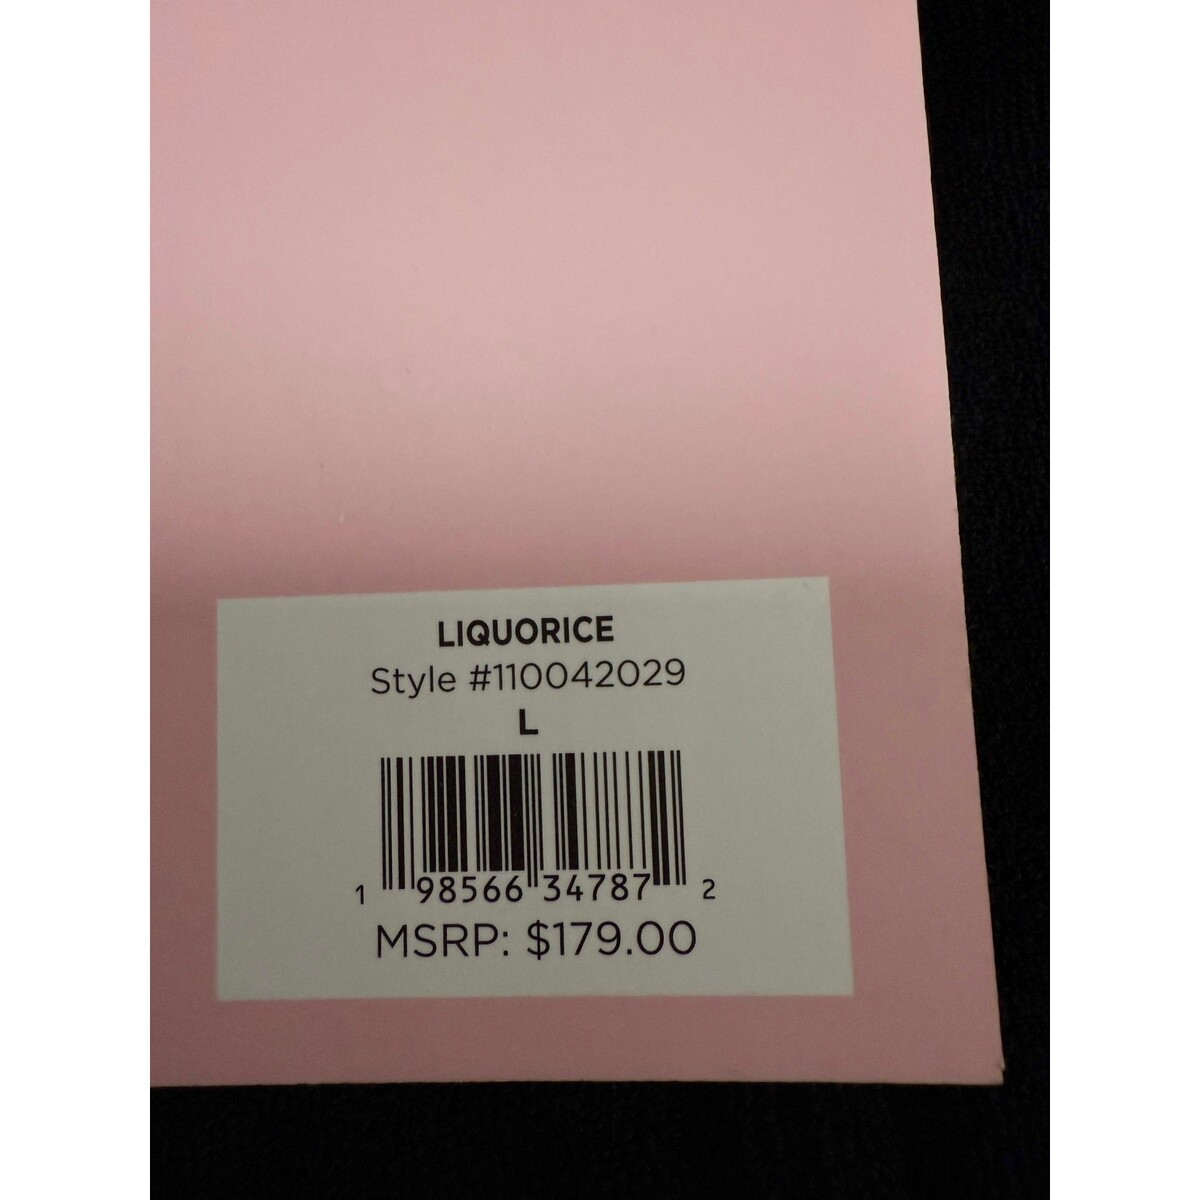 LIQUORICE
Style #110042029
L
1 98566 34787 2
MSRP: $179.00